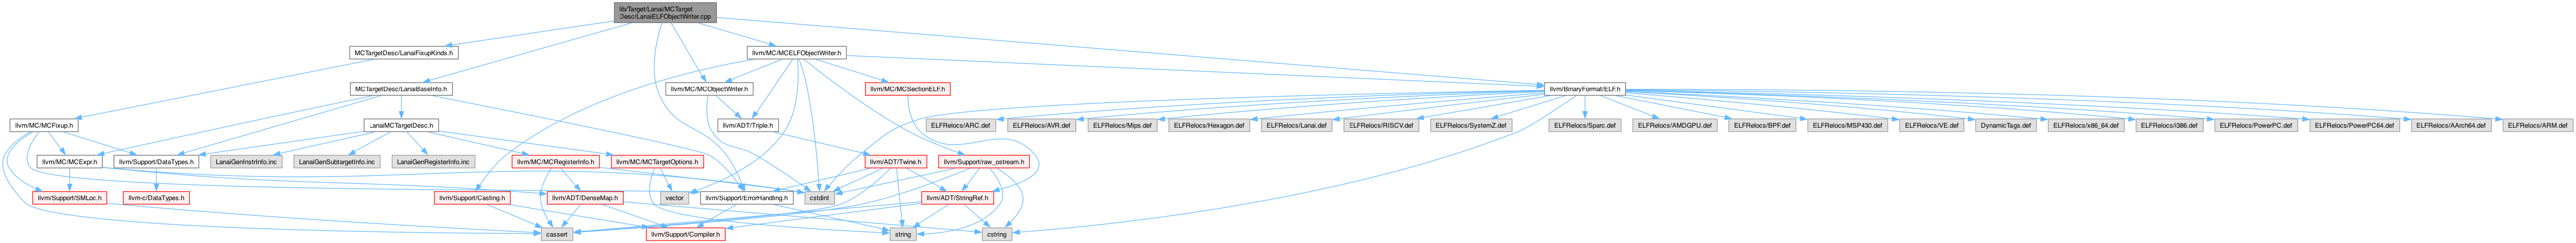 lib/Target/Lanai/MCTarget
Desc/LanaiELFObjectWriter.cpp
MCTargetDesc/LanaiFixupKinds.h
llvm/MC/MCELFObjectWriter.h
MCTargetDesc/LanaiBaseInfo.h
llvm/MC/MCObjectWriter.h
llvm/MC/MCSectionELF.h
llvm/BinaryFormat/ELF.h
llvm/MC/MCFixup.h
LanaiMCTargetDesc.h
llvm/ADT/Triple.h
ELFRelocs/ARC.def
ELFRelocs/AVR.def
ELFRelocs/Mips.def
ELFRelocs/Hexagon.def
ELFRelocs/Lanai.def
ELFRelocs/RISCV.def
ELFRelocs/SystemZ.def
ELFRelocs/Sparc.def
ELFRelocs/AMDGPU.def
ELFRelocs/BPF.def
ELFRelocs/MSP430.def
ELFRelocs/VE.def
DynamicTags.def
ELFRelocs/x86_64.def
ELFRelocs/i386.def
ELFRelocs/PowerPC.def
ELFRelocs/PowerPC64.def
ELFRelocs/AArch64.def
ELFRelocs/ARM.def
llvm/MC/MCExpr.h
llvm/Support/DataTypes.h
LanaiGenInstrInfo.inc
LanaiGenSubtargetInfo.inc
LanaiGenRegisterInfo.inc
llvm/MC/MCRegisterInfo.h
llvm/MC/MCTargetOptions.h
llvm/ADT/Twine.h
llvm/Support/raw_ostream.h
llvm/Support/SMLoc.h
llvm-c/DataTypes.h
llvm/Support/Casting.h
llvm/ADT/DenseMap.h
vector
llvm/Support/ErrorHandling.h
cstdint
llvm/ADT/StringRef.h
cassert
llvm/Support/Compiler.h
string
cstring